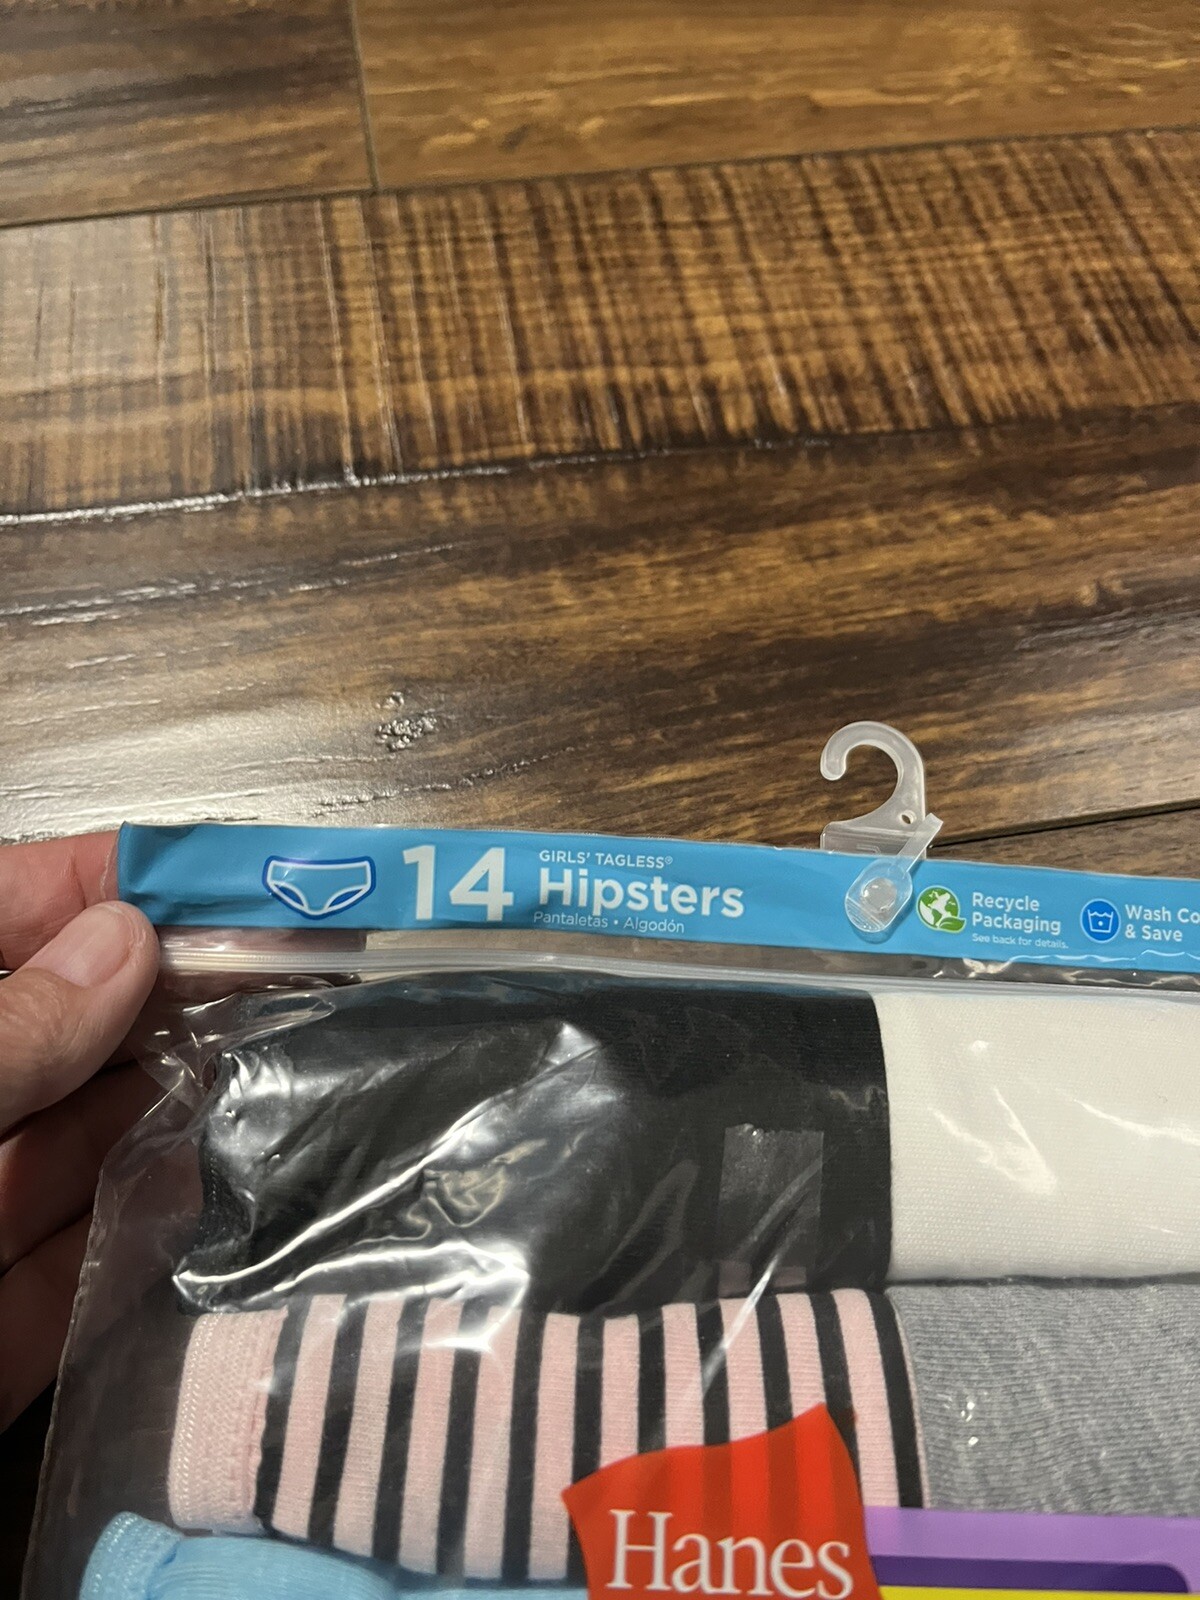 14
GIRLS' TAGLESS®
Hipsters
Pantaletas • Algodón
Recycle
Packaging
See back for details.
Wash Co
& Save
Hanes